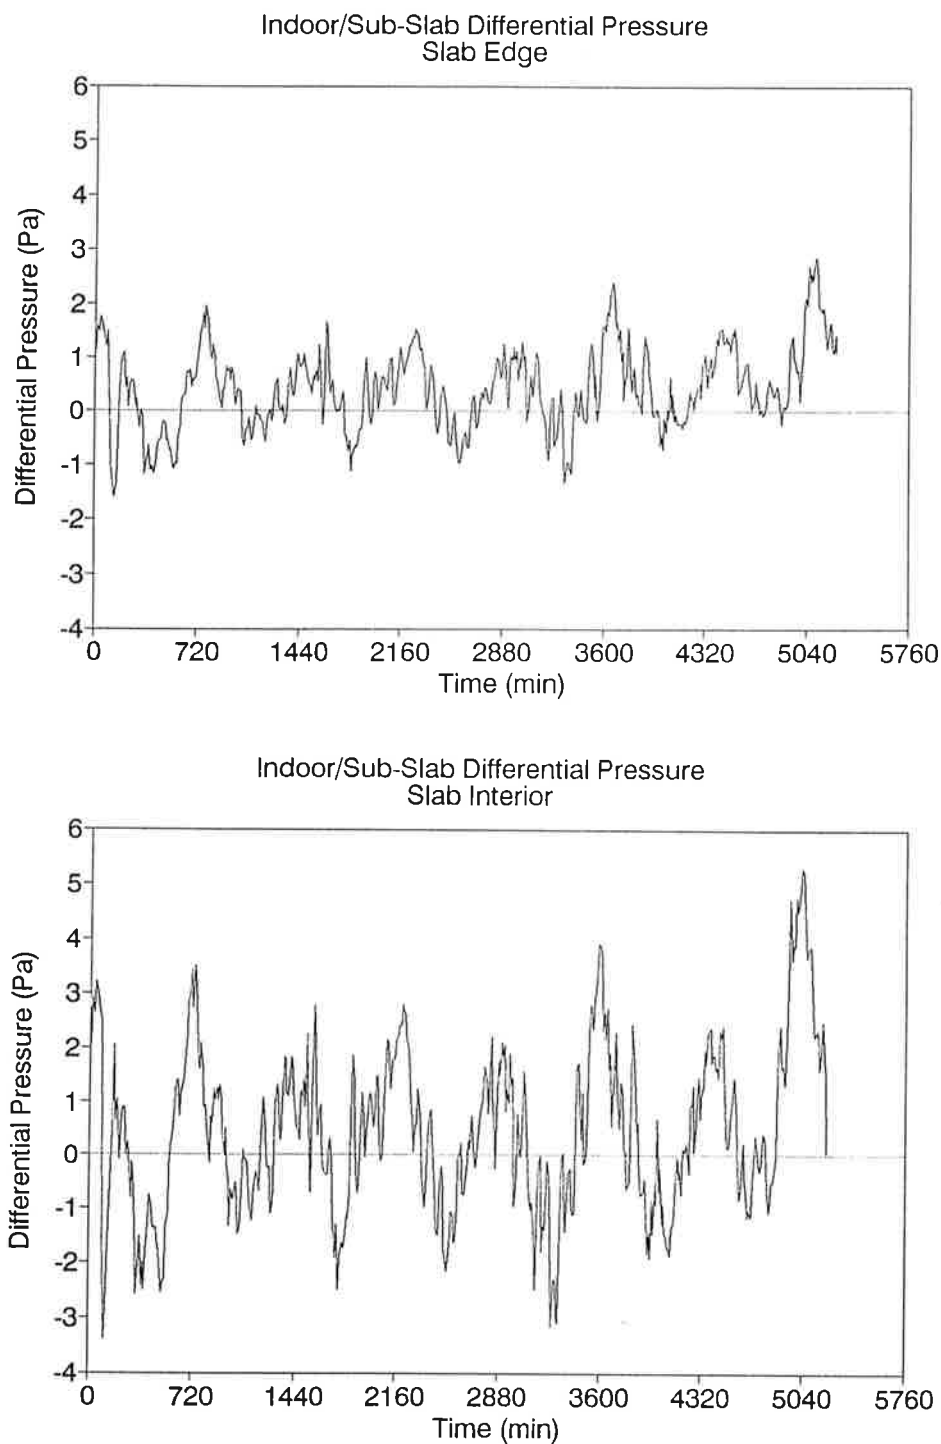 Indoor/Sub-Slab Differential Pressure
Slab Edge
6
5
4
3
2
1
0
-1
-2
-3
-4
Differential Pressure (Pa)
0 720 1440 2160 2880 3600 4320 5040 5760
Time (min)
Indoor/Sub-Slab Differential Pressure
Slab Interior
6
5
4
3
2
1
0
-1
-2
-3
-4
Differential Pressure (Pa)
0 720 1440 2160 2880 3600 4320 5040 5760
Time (min)